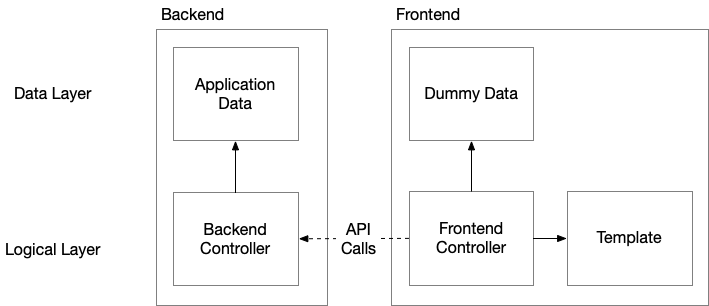 Backend
Frontend
Data Layer
Application
Data
Dummy Data
Logical Layer
Backend
Controller
API
Calls
Frontend
Controller
Template